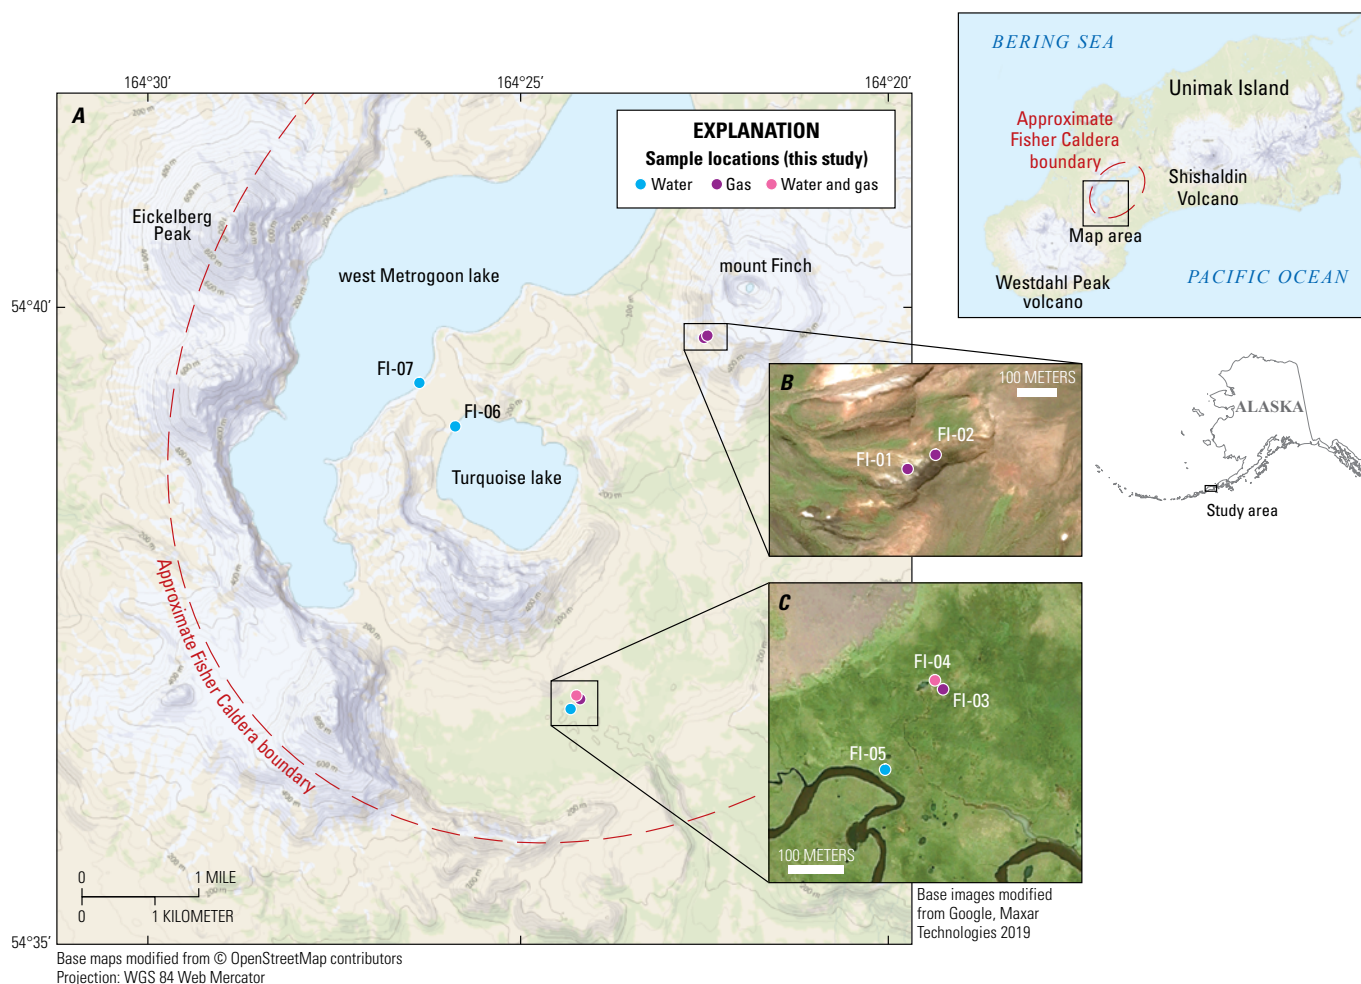 164°30'
164°25'
164°20'
A
EXPLANATION
Sample locations (this study)
Water
Gas
Water and gas
Eickelberg
Peak
west Metrogoon lake
mount Finch
54°40'
FI-07
FI-06
Turquoise lake
Approximate Fisher Caldera boundary
0
1 MILE
0
1 KILOMETER
54°35'
Base maps modified from © OpenStreetMap contributors
Projection: WGS 84 Web Mercator
BERING SEA
Unimak Island
Approximate
Fisher Caldera
boundary
Shishaldin
Volcano
Map area
Westdahl Peak
volcano
PACIFIC OCEAN
B
100 METERS
FI-02
FI-01
ALASKA
Study area
C
FI-04
FI-03
FI-05
100 METERS
Base images modified
from Google, Maxar
Technologies 2019
200 m
400 m
600 m